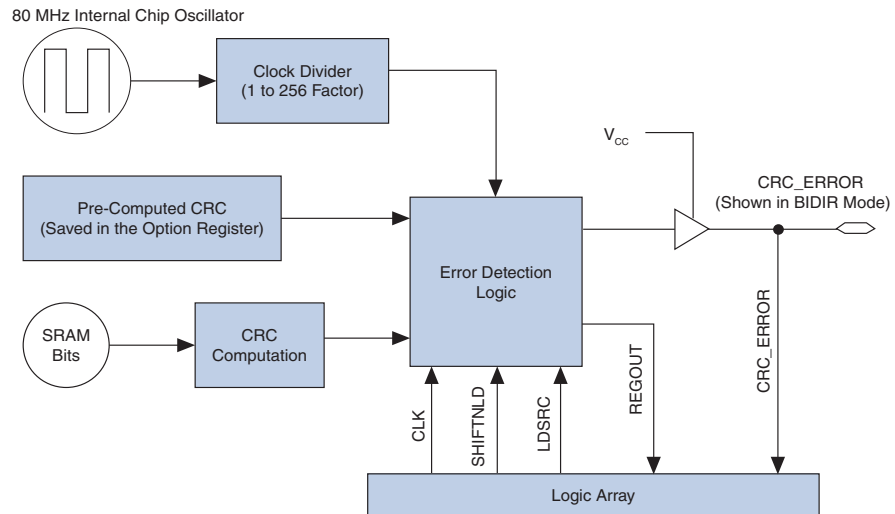 80 MHz Internal Chip Oscillator
Clock Divider
(1 to 256 Factor)
V_CC
CRC_ERROR
(Shown in BIDIR Mode)
Pre-Computed CRC
(Saved in the Option Register)
Error Detection
Logic
SRAM
Bits
CRC
Computation
CLK
SHIFTNLD
LDSRC
REGOUT
CRC_ERROR
Logic Array